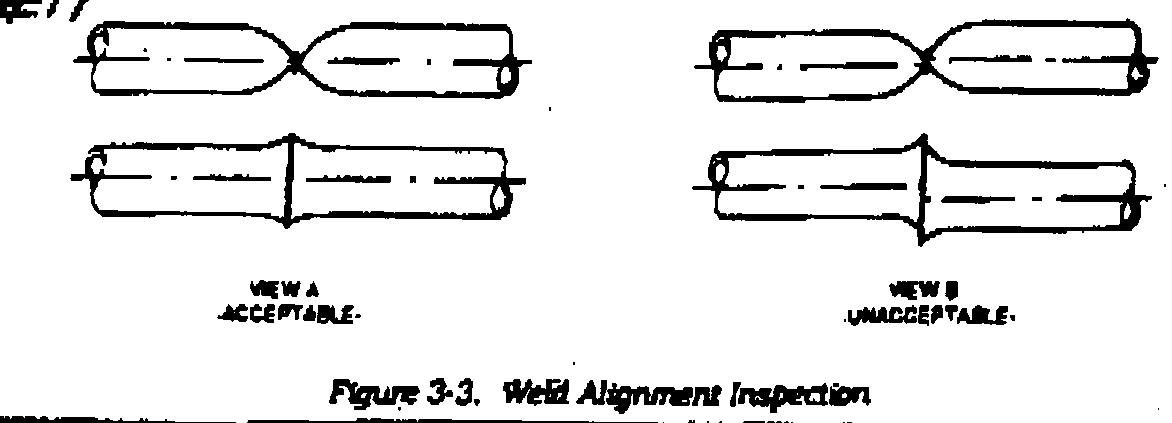 VIEW A
-ACCEPTABLE-
VIEW B
-UNACCEPTABLE-
Figure 3-3. Weld Alignment Inspection